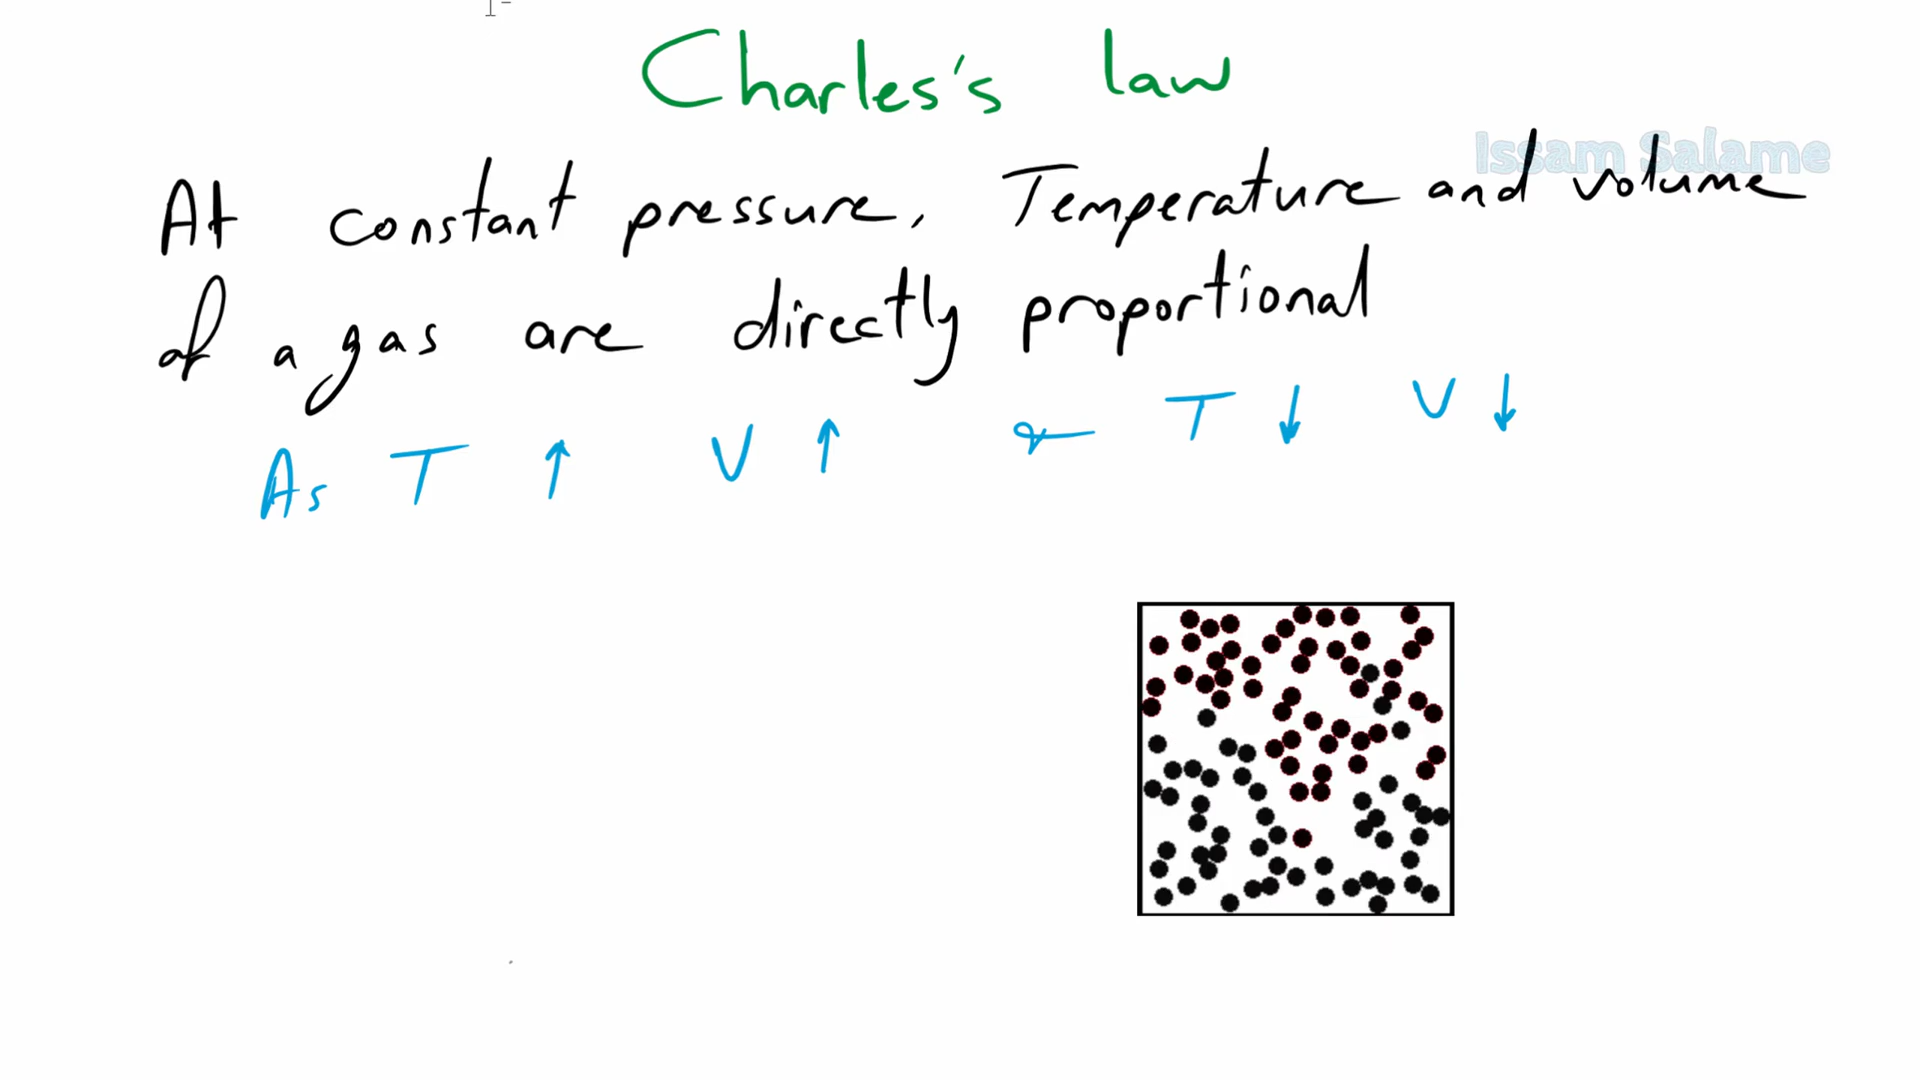 Charles's law
Issam Salame
At constant pressure, Temperature and volume
of a gas are directly proportional
As T ↑ V ↑ & T ↓ V ↓